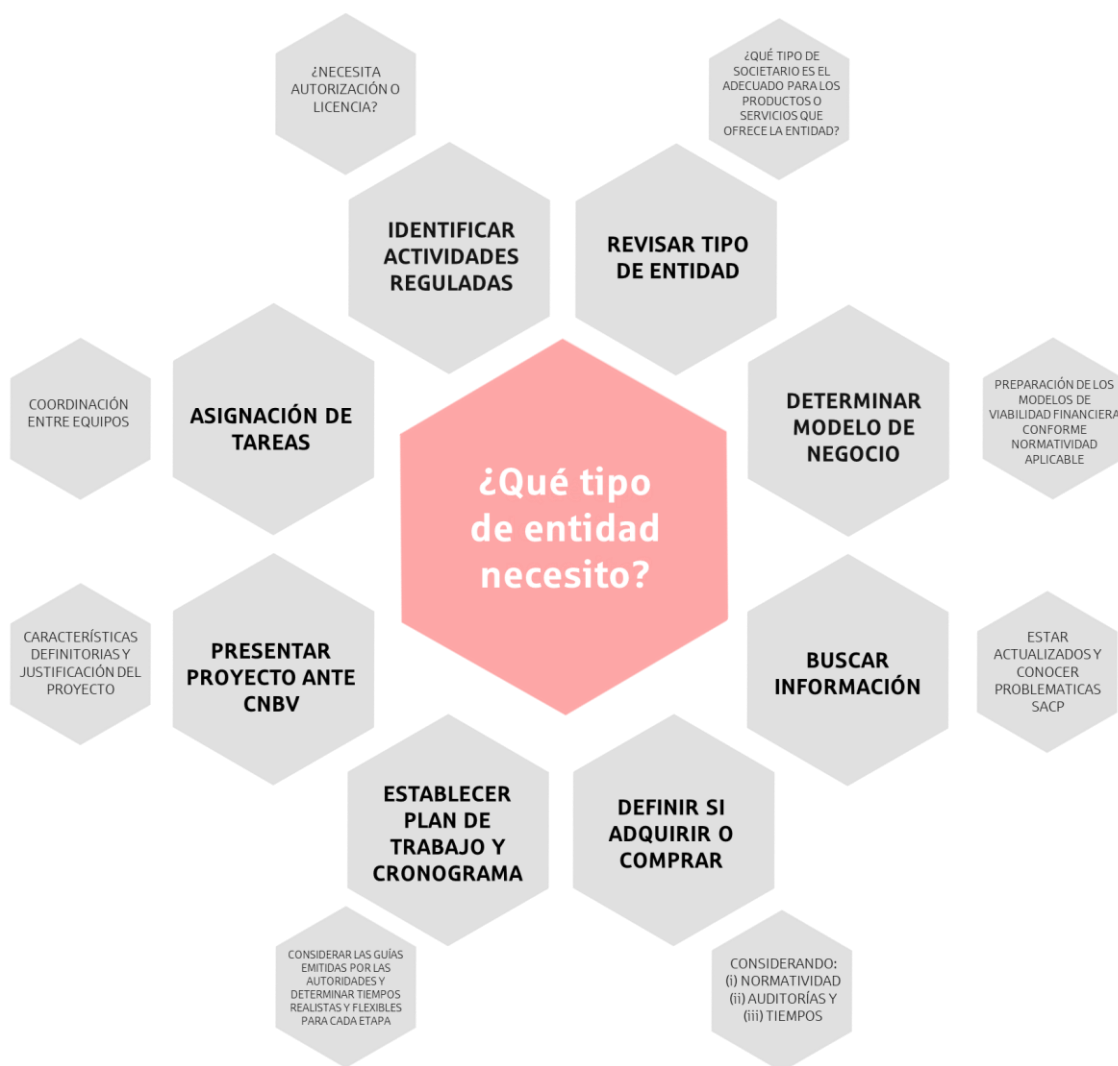 ¿NECESITA
AUTORIZACIÓN O
LICENCIA?
¿QUÉ TIPO DE
SOCIETARIO ES EL
ADECUADO PARA LOS
PRODUCTOS O
SERVICIOS QUE
OFRECE LA ENTIDAD?
IDENTIFICAR
ACTIVIDADES
REGULADAS
REVISAR TIPO
DE ENTIDAD
COORDINACIÓN
ENTRE EQUIPOS
ASIGNACIÓN DE
TAREAS
DETERMINAR
MODELO DE
NEGOCIO
PREPARACIÓN DE LOS
MODELOS DE
VIABILIDAD FINANCIERA
CONFORME
NORMATIVIDAD
APLICABLE
¿Qué tipo
de entidad
necesito?
CARACTERÍSTICAS
DEFINITORIAS Y
JUSTIFICACIÓN DEL
PROYECTO
PRESENTAR
PROYECTO ANTE
CNBV
BUSCAR
INFORMACIÓN
ESTAR
ACTUALIZADOS Y
CONOCER
PROBLEMATICAS
SACP
ESTABLECER
PLAN DE
TRABAJO Y
CRONOGRAMA
DEFINIR SI
ADQUIRIR O
COMPRAR
CONSIDERAR LAS GUÍAS
EMITIDAS POR LAS
AUTORIDADES Y
DETERMINAR TIEMPOS
REALISTAS Y FLEXIBLES
PARA CADA ETAPA
CONSIDERANDO:
(i) NORMATIVIDAD
(ii) AUDITORÍAS Y
(iii) TIEMPOS